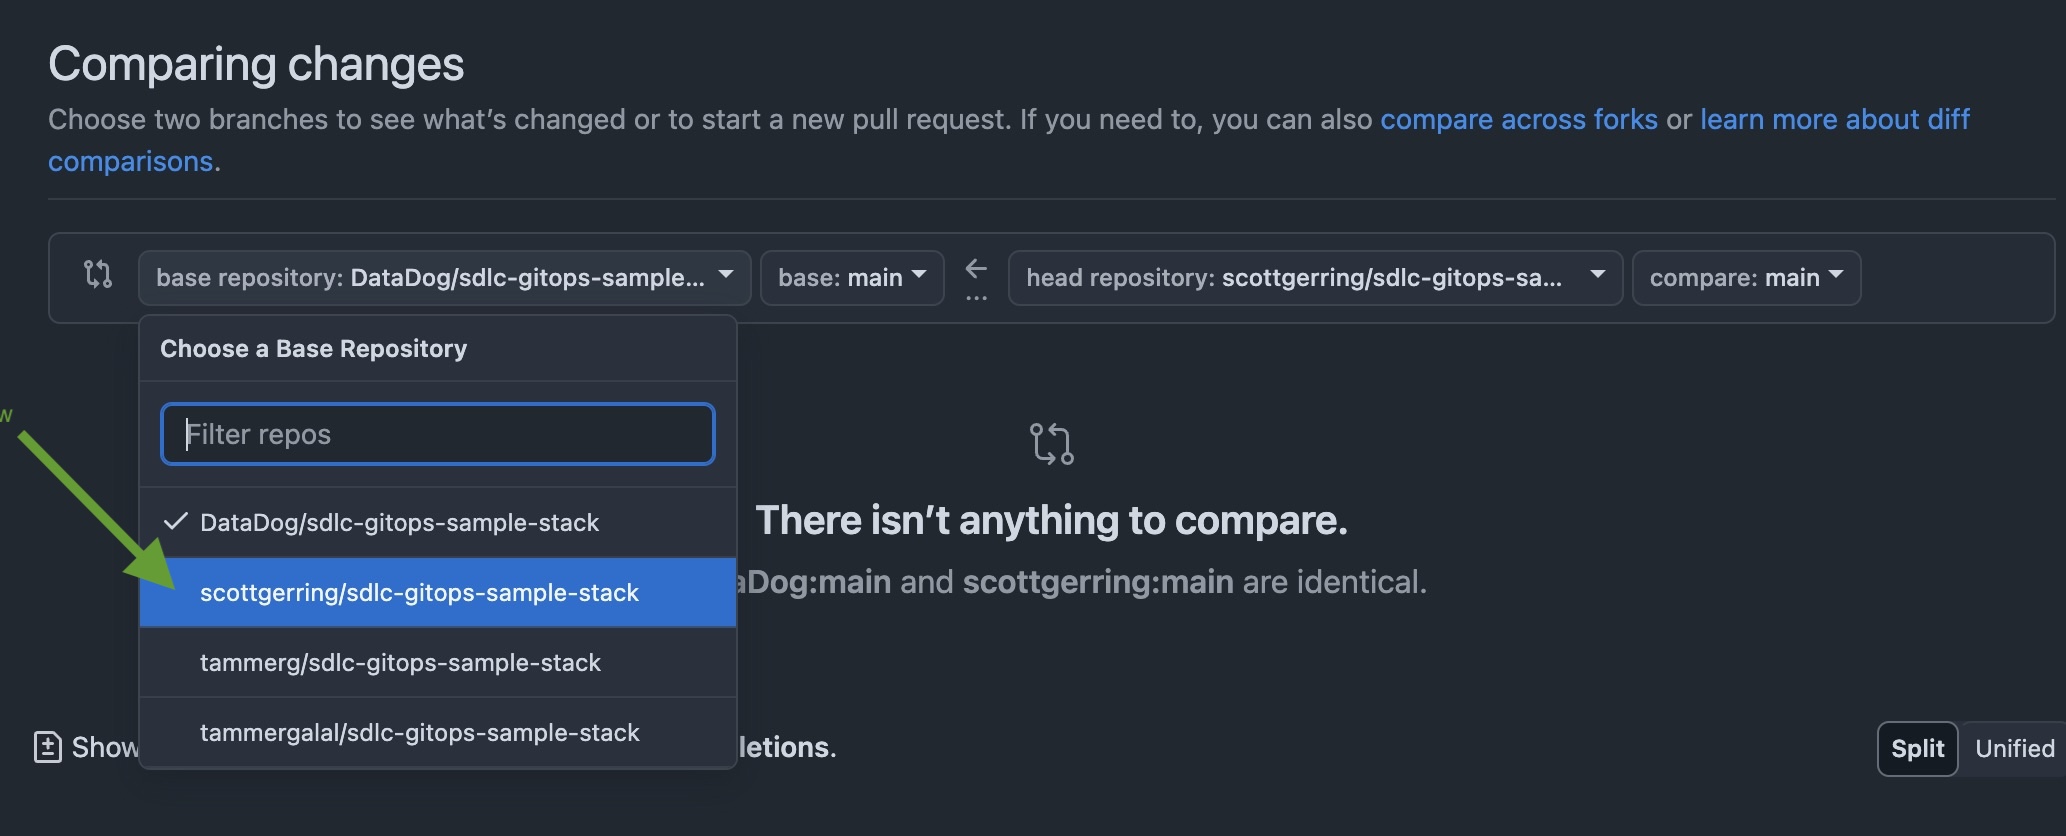 Comparing changes
Choose two branches to see what’s changed or to start a new pull request. If you need to, you can also compare across forks or learn more about diff
comparisons.
base repository: DataDog/sdlc-gitops-sample... base: main ... head repository: scottgerring/sdlc-gitops-sa... compare: main
Choose a Base Repository
w
Filter repos
DataDog/sdlc-gitops-sample-stack
There isn’t anything to compare.
scottgerring/sdlc-gitops-sample-stack
aDog:main and scottgerring:main are identical.
tammerg/sdlc-gitops-sample-stack
tammergalal/sdlc-gitops-sample-stack
Show letions.
Split Unified